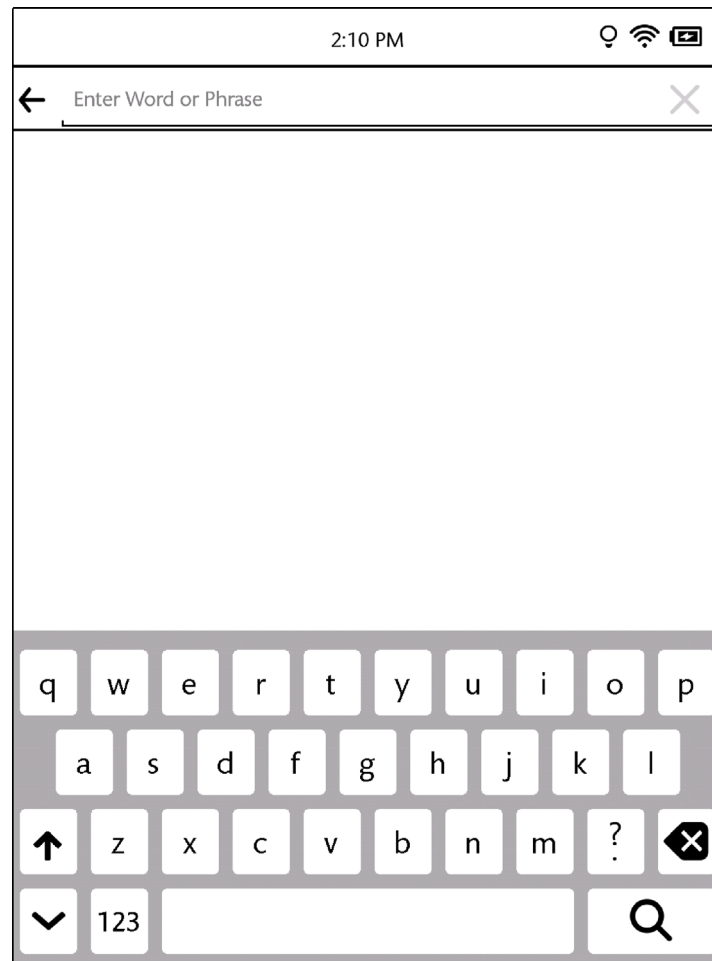 2:10 PM
Enter Word or Phrase
q w e r t y u i o p
a s d f g h j k l
z x c v b n m ? .
123